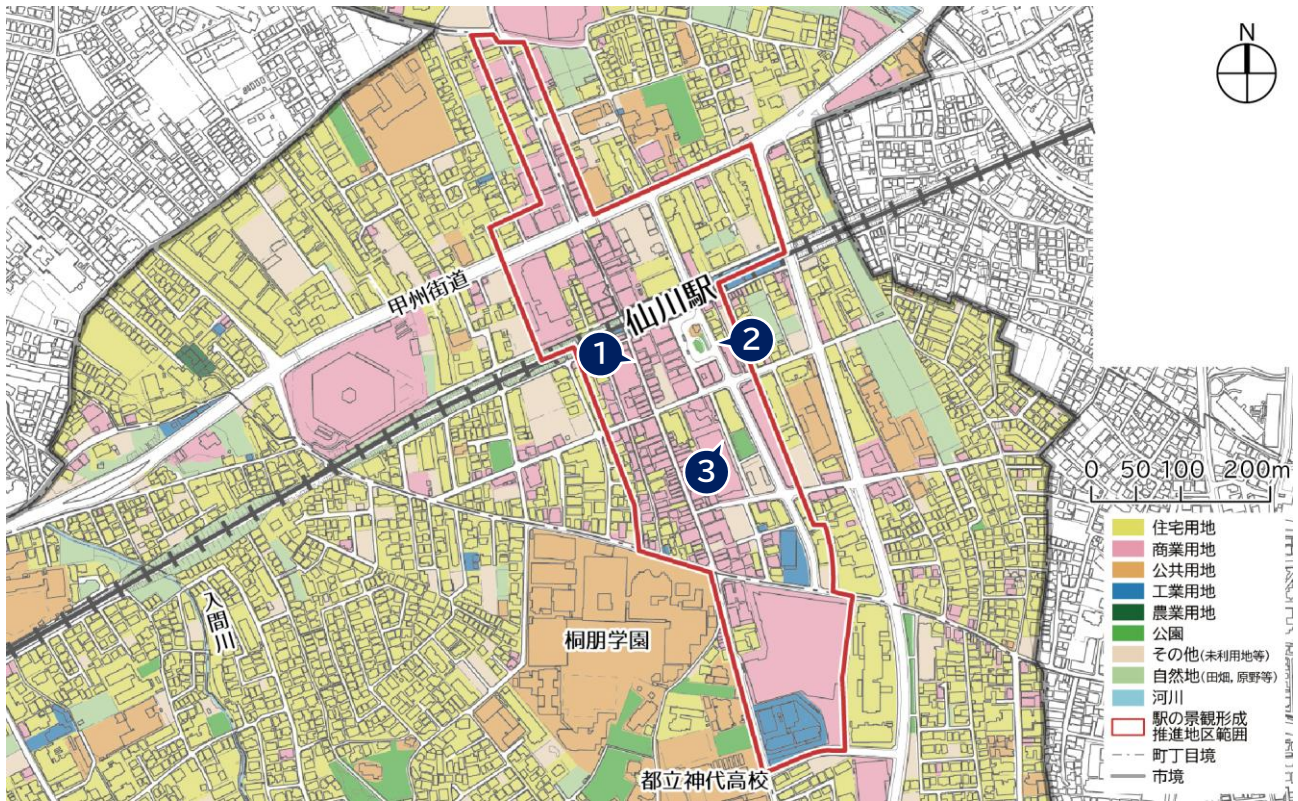 N
甲州街道
仙川駅
1
2
3
入間川
桐朋学園
都立神代高校
0 50 100 200m
住宅用地
商業用地
公共用地
工業用地
農業用地
公園
その他(未利用地等)
自然地(田畑,原野等)
河川
駅の景観形成
推進地区範囲
町丁目境
市境